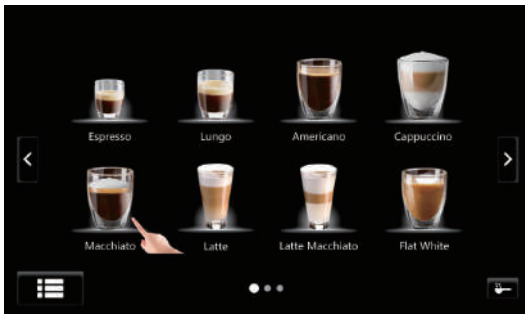 Espresso
Lungo
Americano
Cappuccino
Macchiato
Latte
Latte Macchiato
Flat White